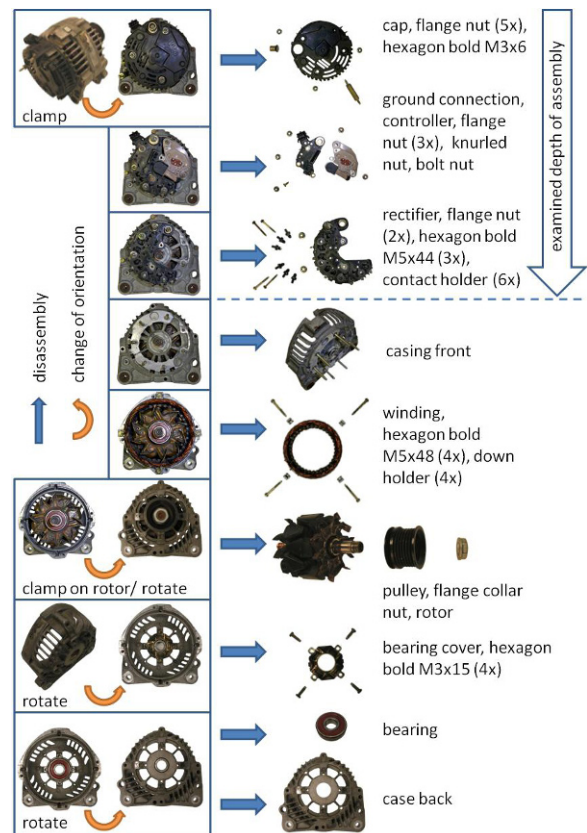 cap, flange nut (5x),
hexagon bold M3x6
clamp
ground connection,
controller, flange
nut (3x), knurled
nut, bolt nut
rectifier, flange nut
(2x), hexagon bold
M5x44 (3x),
contact holder (6x)
examined depth of assembly
disassembly
change of orientation
casing front
winding,
hexagon bold
M5x48 (4x), down
holder (4x)
clamp on rotor/ rotate
pulley, flange collar
nut, rotor
bearing cover, hexagon
bold M3x15 (4x)
rotate
bearing
case back
rotate